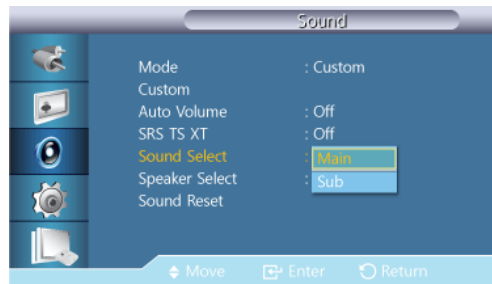 Sound
Mode : Custom
Custom
Auto Volume : Off
SRS TS XT : Off
Sound Select : Main
Speaker Select : Sub
Sound Reset
Move Enter Return